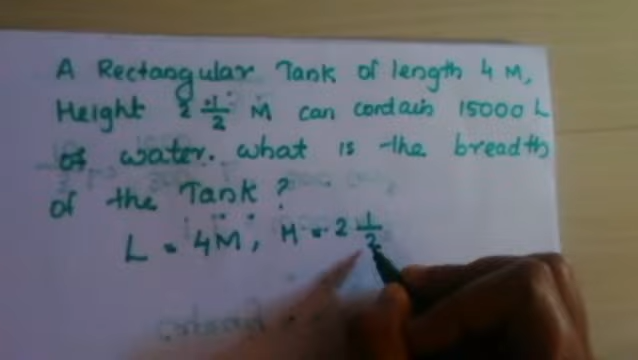 A Rectangular Tank of length 4 M,
Height 2 1/2 M can contain 15000 L
of water. what is the breadth
of the Tank?
L = 4M, H = 2 1/2